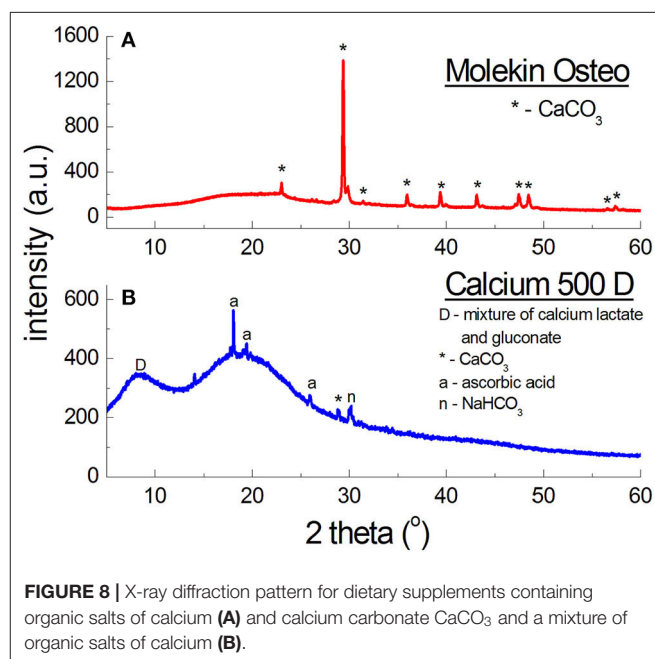 A
Molekin Osteo
* - CaCO₃
*
*
*
*
*
*
**
*
*
1600
1200
800
400
0
10 20 30 40 50 60
intensity (a.u.)
B
Calcium 500 D
D - mixture of calcium lactate
and gluconate
* - CaCO₃
a - ascorbic acid
n - NaHCO₃
D
a
a
a
*
n
600
400
200
0
10 20 30 40 50 60
2 theta (°)
FIGURE 8 | X-ray diffraction pattern for dietary supplements containing
organic salts of calcium (A) and calcium carbonate CaCO₃ and a mixture of
organic salts of calcium (B).